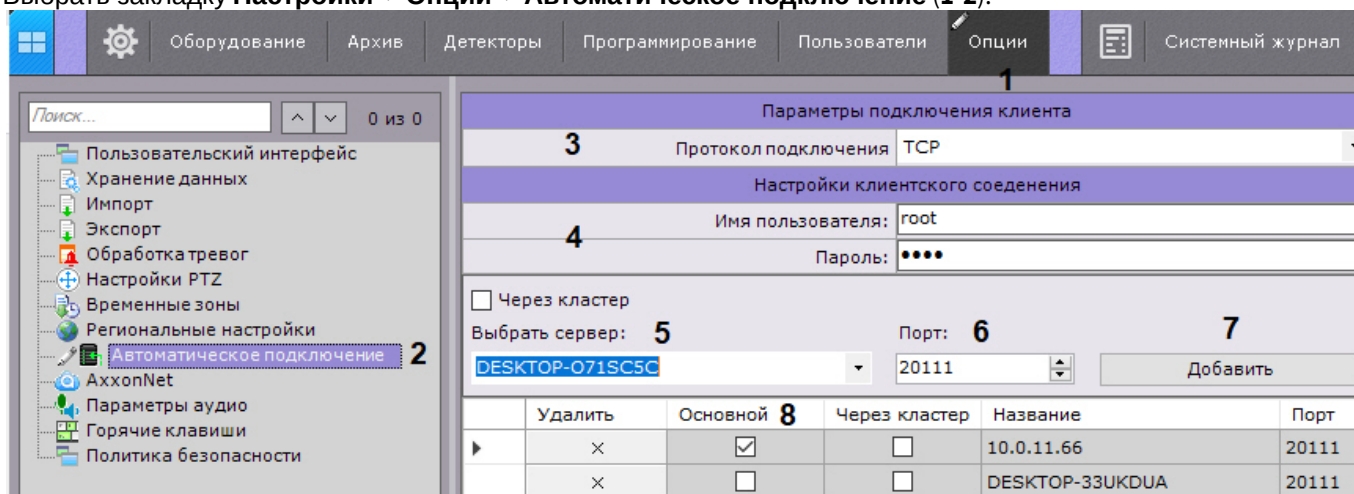 Выбрать закладку Настройки → Опции → Автоматическое подключение (1-2).
Оборудование Архив Детекторы Программирование Пользователи Опции Системный журнал
1
Поиск... 0 из 0
Пользовательский интерфейс
Хранение данных
Импорт
Экспорт
Обработка тревог
Настройки PTZ
Временные зоны
Региональные настройки
Автоматическое подключение 2
AxxonNet
Параметры аудио
Горячие клавиши
Политика безопасности
Параметры подключения клиента
3 Протокол подключения TCP
Настройки клиентского соеденения
Имя пользователя: root
4
Пароль: ●●●●
Через кластер
Выбрать сервер: 5 Порт: 6 7
DESKTOP-O71SC5C 20111 Добавить
Удалить Основной 8 Через кластер Название Порт
10.0.11.66 20111
DESKTOP-33UKDUA 20111